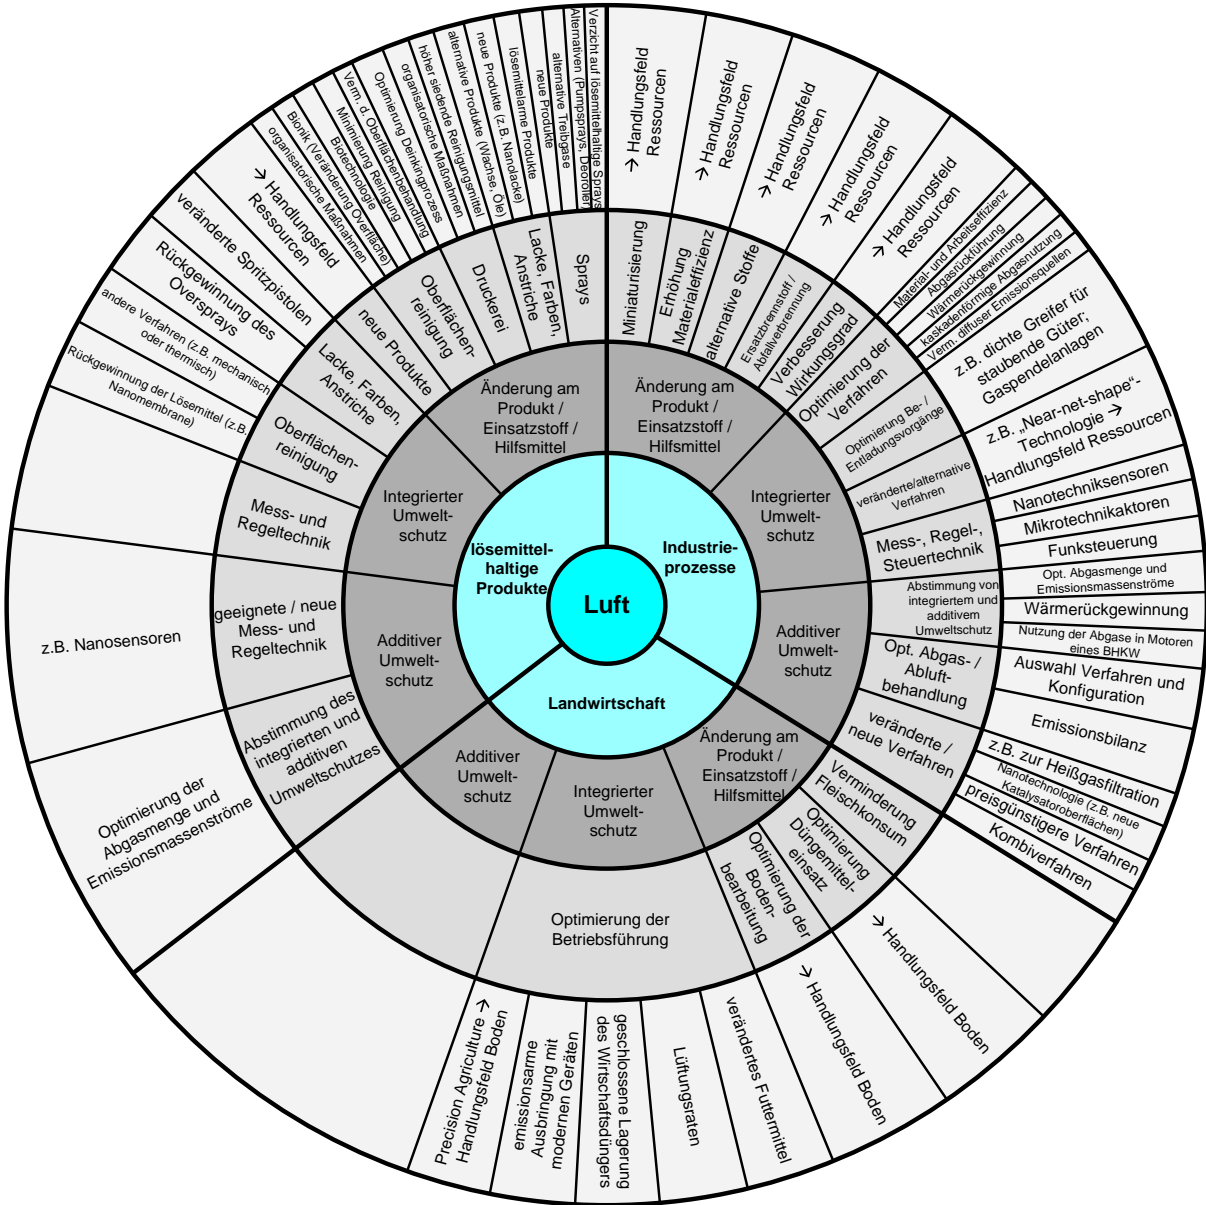 Luft
Industrie-
prozesse
Landwirtschaft
lösemittel-
haltige
Produkte
Änderung am
Produkt /
Einsatzstoff /
Hilfsmittel
Integrierter
Umwelt-
schutz
Additiver
Umwelt-
schutz
Änderung am
Produkt /
Einsatzstoff /
Hilfsmittel
Integrierter
Umwelt-
schutz
Additiver
Umwelt-
schutz
Additiver
Umwelt-
schutz
Integrierter
Umwelt-
schutz
Änderung am
Produkt /
Einsatzstoff /
Hilfsmittel
Miniaturisierung
Erhöhung
Materialeffizienz
alternative Stoffe
Ersatzbrennstoff /
Abfallverbrennung
Verbesserung
Wirkungsgrad
Optimierung der
Verfahren
Optimierung Be- /
Entladungsvorgänge
veränderte/alternative
Verfahren
Mess-, Regel-,
Steuertechnik
Abstimmung von
integriertem und
additivem
Umweltschutz
Opt. Abgas- /
Abluft-
behandlung
veränderte /
neue Verfahren
Verminderung
Fleischkonsum
Optimierung
Düngemittel-
einsatz
Optimierung der
Boden-
bearbeitung
Optimierung der
Betriebsführung
Abstimmung des
integrierten und
additiven
Umweltschutzes
geeignete / neue
Mess- und
Regeltechnik
Mess- und
Regeltechnik
Oberflächen-
reinigung
Lacke, Farben,
Anstriche
neue Produkte
Oberflächen-
reinigung
Druckerei
Lacke, Farben,
Anstriche
Sprays
→ Handlungsfeld
Ressourcen
→ Handlungsfeld
Ressourcen
→ Handlungsfeld
Ressourcen
→ Handlungsfeld
Ressourcen
→ Handlungsfeld
Ressourcen
Material- und Arbeitseffizienz
Abgasrückführung
Wärmerückgewinnung
kaskadenförmige Abgasnutzung
Verm. diffuser Emissionsquellen
z.B. dichte Greifer für
staubende Güter;
Gaspendelanlagen
z.B. „Near-net-shape“-
Technologie →
Handlungsfeld Ressourcen
Nanotechniksensoren
Mikrotechnikaktoren
Funksteuerung
Opt. Abgasmenge und
Emissionsmassenströme
Wärmerückgewinnung
Nutzung der Abgase in Motoren
eines BHKW
Auswahl Verfahren und
Konfiguration
Emissionsbilanz
z.B. zur Heißgasfiltration
Nanotechnologie (z.B. neue
Katalysatoroberflächen)
preisgünstigere Verfahren
Kombiverfahren
→ Handlungsfeld Boden
→ Handlungsfeld Boden
verändertes Futtermittel
Lüftungsraten
geschlossene Lagerung
des Wirtschaftsdüngers
emissionsarme
Ausbringung mit
modernen Geräten
Precision Agriculture →
Handlungsfeld Boden
Optimierung der
Abgasmenge und
Emissionsmassenströme
z.B. Nanosensoren
Rückgewinnung der Lösemittel (z.B.
Nanomembrane)
andere Verfahren (z.B. mechanisch
oder thermisch)
Rückgewinnung des
Oversprays
veränderte Spritzpistolen
→ Handlungsfeld
Ressourcen
organisatorische Maßnahmen
Bionik (Veränderung Oberfläche)
Biotechnologie
Minimierung Reinigung
Verm. d. Oberflächenbehandlung
Optimierung Deinkingprozess
organisatorische Maßnahmen
höher siedende Reinigungsmittel
alternative Produkte (Wachse, Öle)
neue Produkte (z.B. Nanolacke)
lösemittelarme Produkte
neue Produkte
alternative Treibgase
Alternativen (Pumpsprays, Deoroller)
Verzicht auf lösemittelhaltige Sprays